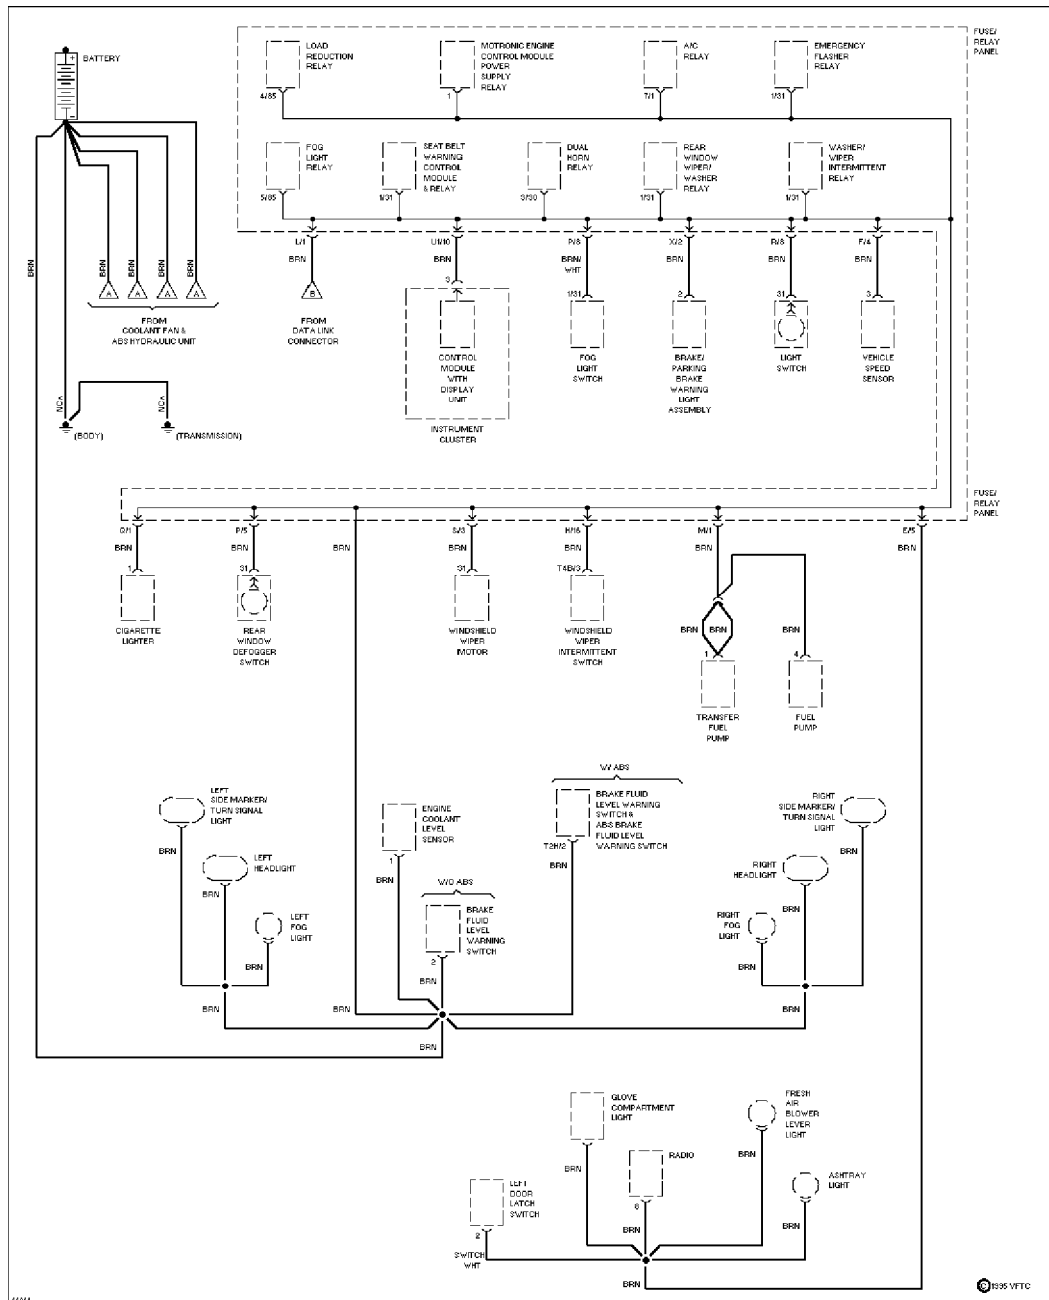 BATTERY
+
-
LOAD
REDUCTION
RELAY
4/85
MOTRONIC ENGINE
CONTROL MODULE
POWER
SUPPLY
RELAY
1
A/C
RELAY
7/1
EMERGENCY
FLASHER
RELAY
1/31
FUSE/
RELAY
PANEL
FOG
LIGHT
RELAY
5/85
SEAT BELT
WARNING
CONTROL
MODULE
& RELAY
1/31
DUAL
HORN
RELAY
3/30
REAR
WINDOW
WIPER/
WASHER
RELAY
1/31
WASHER/
WIPER
INTERMITTENT
RELAY
1/31
L/1
U1/10
P/8
X/2
R/8
F/4
BRN
BRN
BRN/
WHT
BRN
BRN
BRN
BRN
BRN
BRN
BRN
BRN
A
A
A
A
FROM
COOLANT FAN &
ABS HYDRAULIC UNIT
B
FROM
DATA LINK
CONNECTOR
3
CONTROL
MODULE
WITH
DISPLAY
UNIT
INSTRUMENT
CLUSTER
1/31
FOG
LIGHT
SWITCH
2
BRAKE/
PARKING
BRAKE
WARNING
LIGHT
ASSEMBLY
31
LIGHT
SWITCH
3
VEHICLE
SPEED
SENSOR
NCA
NCA
(BODY)
(TRANSMISSION)
FUSE/
RELAY
PANEL
Q/1
P/5
S/3
H/16
M/1
E/5
BRN
BRN
BRN
BRN
BRN
BRN
BRN
1
31
31
T4B/3
CIGARETTE
LIGHTER
REAR
WINDOW
DEFOGGER
SWITCH
WINDSHIELD
WIPER
MOTOR
WINDSHIELD
WIPER
INTERMITTENT
SWITCH
BRN
BRN
BRN
1
4
TRANSFER
FUEL
PUMP
FUEL
PUMP
LEFT
SIDE MARKER/
TURN SIGNAL
LIGHT
BRN
LEFT
HEADLIGHT
BRN
LEFT
FOG
LIGHT
BRN
BRN
ENGINE
COOLANT
LEVEL
SENSOR
1
BRN
W/O ABS
BRAKE
FLUID
LEVEL
WARNING
SWITCH
2
BRN
W/ ABS
BRAKE FLUID
LEVEL WARNING
SWITCH &
ABS BRAKE
FLUID LEVEL
WARNING SWITCH
T2H/2
BRN
RIGHT
SIDE MARKER/
TURN SIGNAL
LIGHT
BRN
RIGHT
HEADLIGHT
BRN
RIGHT
FOG
LIGHT
BRN
BRN
BRN
BRN
GLOVE
COMPARTMENT
LIGHT
BRN
RADIO
8
BRN
FRESH
AIR
BLOWER
LEVER
LIGHT
BRN
ASHTRAY
LIGHT
BRN
LEFT
DOOR
LATCH
SWITCH
2
SWITCH
WHT
BRN
© 1995 VFTC